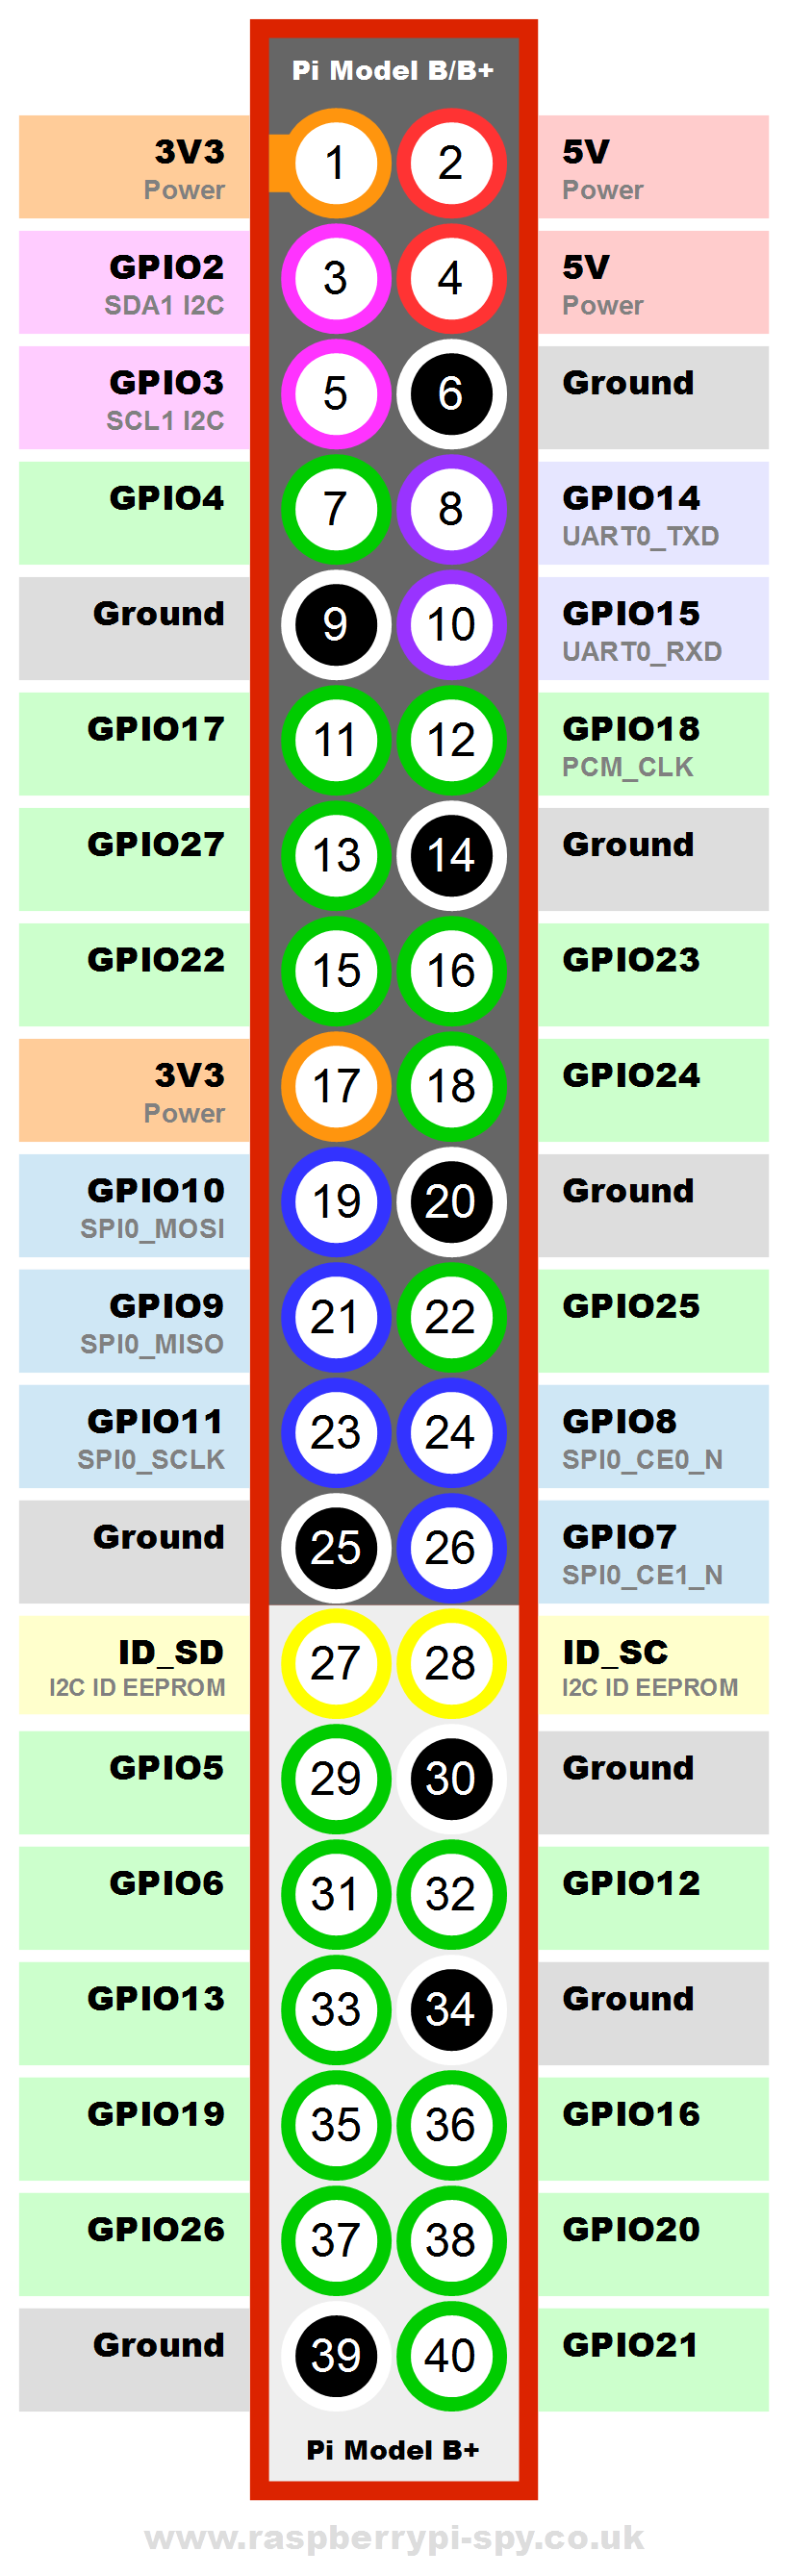 Pi Model B/B+
3V3 1 2 5V
Power Power
GPIO2 3 4 5V
SDA1 I2C Power
GPIO3 5 6 Ground
SCL1 I2C
GPIO4 7 8 GPIO14
UART0_TXD
Ground 9 10 GPIO15
UART0_RXD
GPIO17 11 12 GPIO18
PCM_CLK
GPIO27 13 14 Ground
GPIO22 15 16 GPIO23
3V3 17 18 GPIO24
Power
GPIO10 19 20 Ground
SPI0_MOSI
GPIO9 21 22 GPIO25
SPI0_MISO
GPIO11 23 24 GPIO8
SPI0_SCLK SPI0_CE0_N
Ground 25 26 GPIO7
SPI0_CE1_N
ID_SD 27 28 ID_SC
I2C ID EEPROM I2C ID EEPROM
GPIO5 29 30 Ground
GPIO6 31 32 GPIO12
GPIO13 33 34 Ground
GPIO19 35 36 GPIO16
GPIO26 37 38 GPIO20
Ground 39 40 GPIO21
Pi Model B+
www.raspberrypi-spy.co.uk